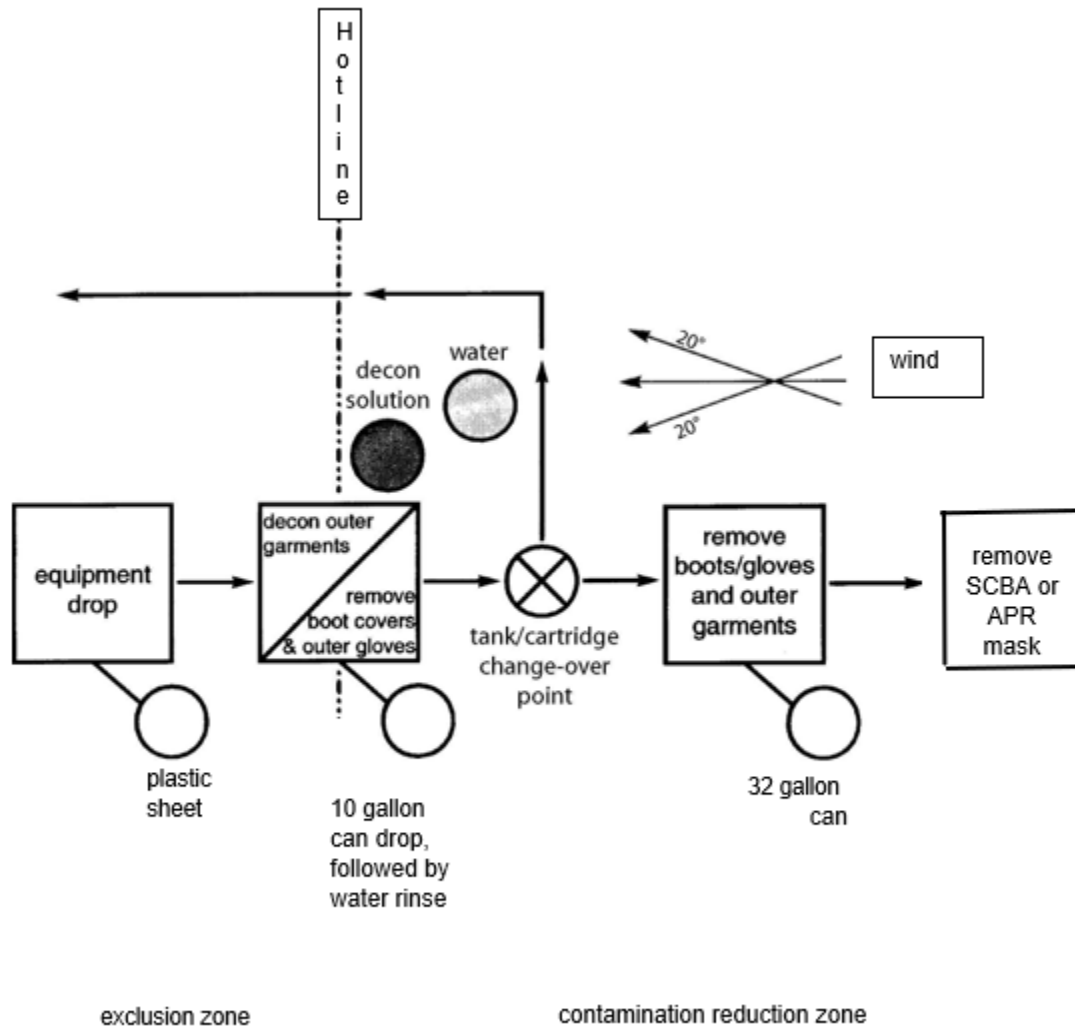 Hotline
20°
20°
wind
water
decon
solution
equipment
drop
decon outer
garments
remove
boot covers
& outer gloves
tank/cartridge
change-over
point
remove
boots/gloves
and outer
garments
remove
SCBA or
APR
mask
plastic
sheet
10 gallon
can drop,
followed by
water rinse
32 gallon
can
exclusion zone
contamination reduction zone